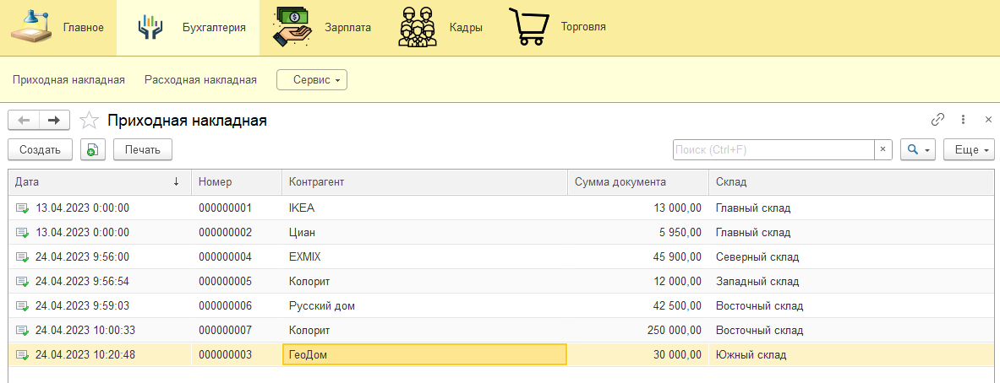 Главное Бухгалтерия Зарплата Кадры Торговля
Приходная накладная Расходная накладная Сервис
Приходная накладная
Создать Печать Поиск (Ctrl+F) × Еще
Дата ↓ Номер Контрагент Сумма документа Склад
13.04.2023 0:00:00 000000001 IKEA 13 000,00 Главный склад
13.04.2023 0:00:00 000000002 Циан 5 950,00 Главный склад
24.04.2023 9:56:00 000000004 EXMIX 45 900,00 Северный склад
24.04.2023 9:56:54 000000005 Колорит 12 000,00 Западный склад
24.04.2023 9:59:03 000000006 Русский дом 42 500,00 Восточный склад
24.04.2023 10:00:33 000000007 Колорит 250 000,00 Восточный склад
24.04.2023 10:20:48 000000003 ГеоДом 30 000,00 Южный склад